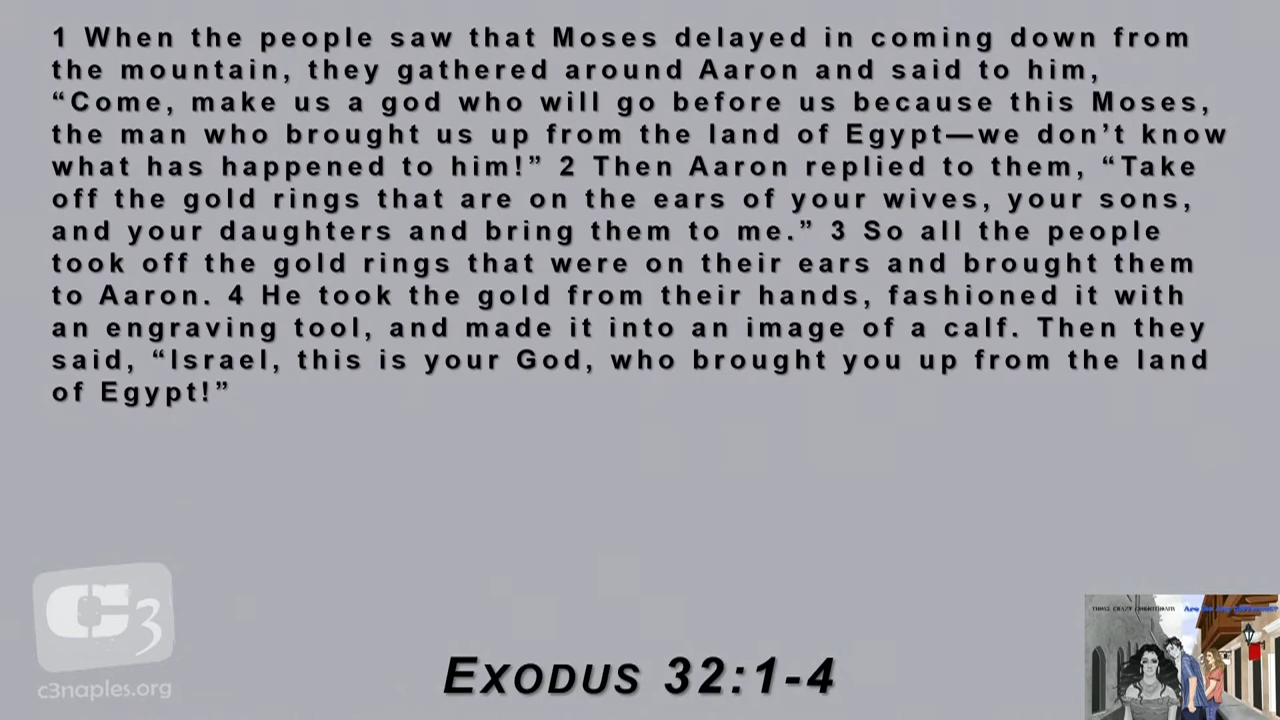 1 When the people saw that Moses delayed in coming down from
the mountain, they gathered around Aaron and said to him,
“Come, make us a god who will go before us because this Moses,
the man who brought us up from the land of Egypt—we don’t know
what has happened to him!” 2 Then Aaron replied to them, “Take
off the gold rings that are on the ears of your wives, your sons,
and your daughters and bring them to me.” 3 So all the people
took off the gold rings that were on their ears and brought them
to Aaron. 4 He took the gold from their hands, fashioned it with
an engraving tool, and made it into an image of a calf. Then they
said, “Israel, this is your God, who brought you up from the land
of Egypt!”
C3
c3naples.org
THOSE CRAZY CORINTHIANS
Are
EXODUS 32:1-4